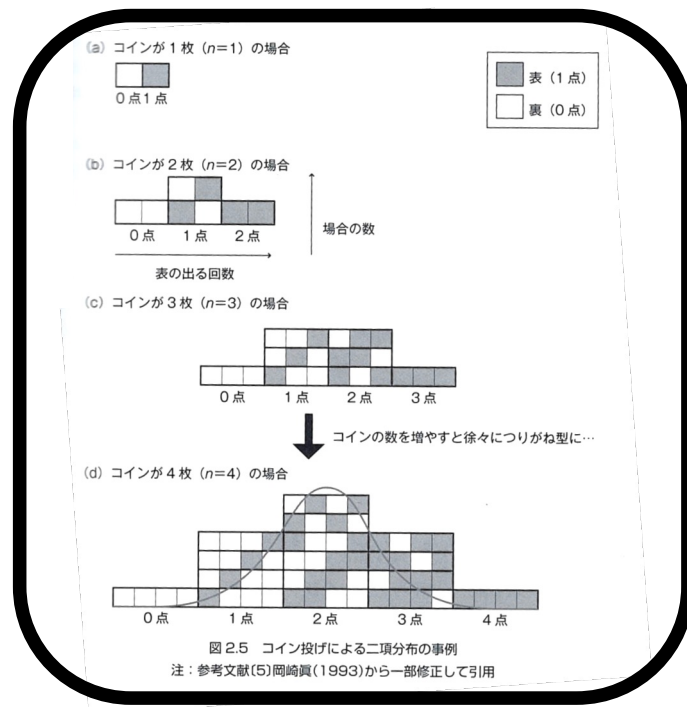 (a) コインが1枚(n=1)の場合
0点1点
表(1点)
裏(0点)
(b) コインが2枚(n=2)の場合
0点 1点 2点
場合の数
表の出る回数
(c) コインが3枚(n=3)の場合
0点 1点 2点 3点
コインの数を増やすと徐々につりがね型に…
(d) コインが4枚(n=4)の場合
0点 1点 2点 3点 4点
図2.5 コイン投げによる二項分布の事例
注:参考文献〔5〕岡崎眞(1993)から一部修正して引用